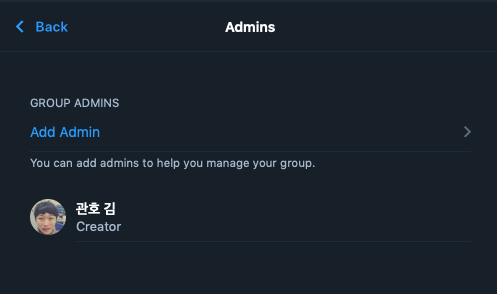 Back
Admins
GROUP ADMINS
Add Admin
You can add admins to help you manage your group.
관호 김
Creator